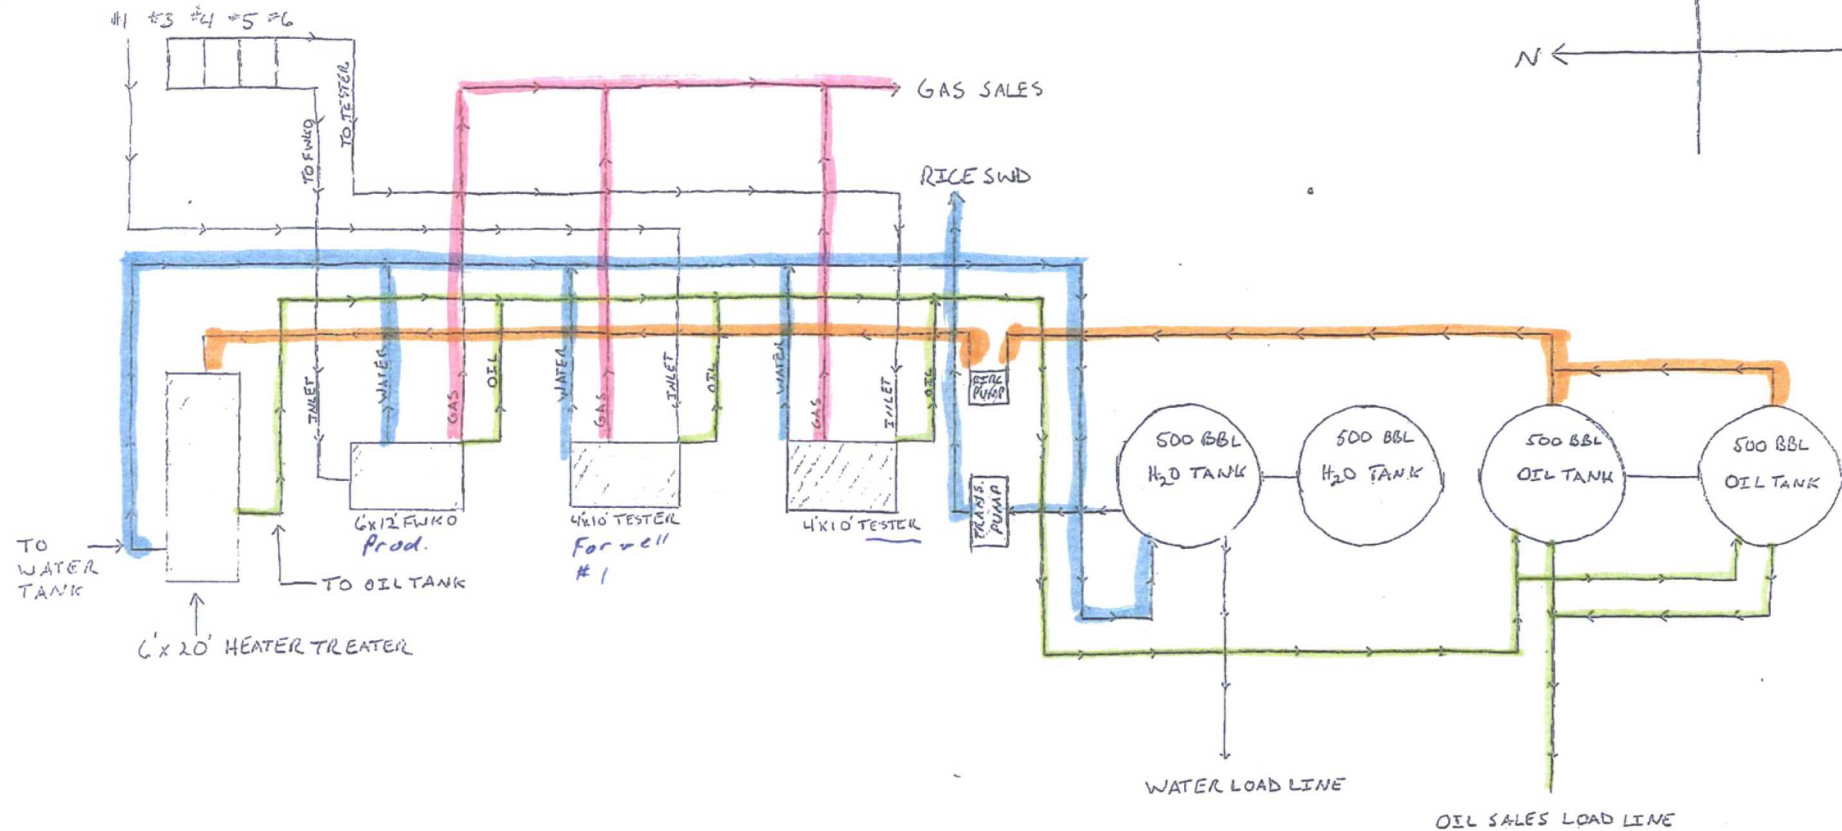 #1 #3 #4 #5 #6
N
TO TESTER
TO FWKO
GAS SALES
RICE SWD
INLET
WATER
GAS
OIL
WATER
GAS
INLET
OIL
WATER
GAS
INLET
OIL
CIRC
PUMP
TRANS.
PUMP
500 BBL
H2O TANK
500 BBL
H2O TANK
500 BBL
OIL TANK
500 BBL
OIL TANK
6'x12' FWKO
Prod.
4'x10' TESTER
For well
#1
4'x10' TESTER
TO
WATER
TANK
TO OIL TANK
6'x20' HEATER TREATER
WATER LOAD LINE
OIL SALES LOAD LINE